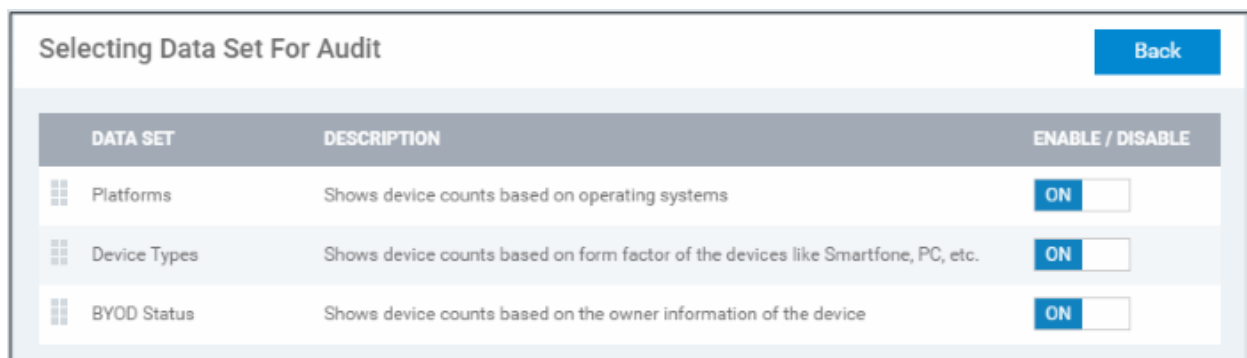 Selecting Data Set For Audit Back
DATA SET DESCRIPTION ENABLE / DISABLE
Platforms Shows device counts based on operating systems ON
Device Types Shows device counts based on form factor of the devices like Smartfone, PC, etc. ON
BYOD Status Shows device counts based on the owner information of the device ON